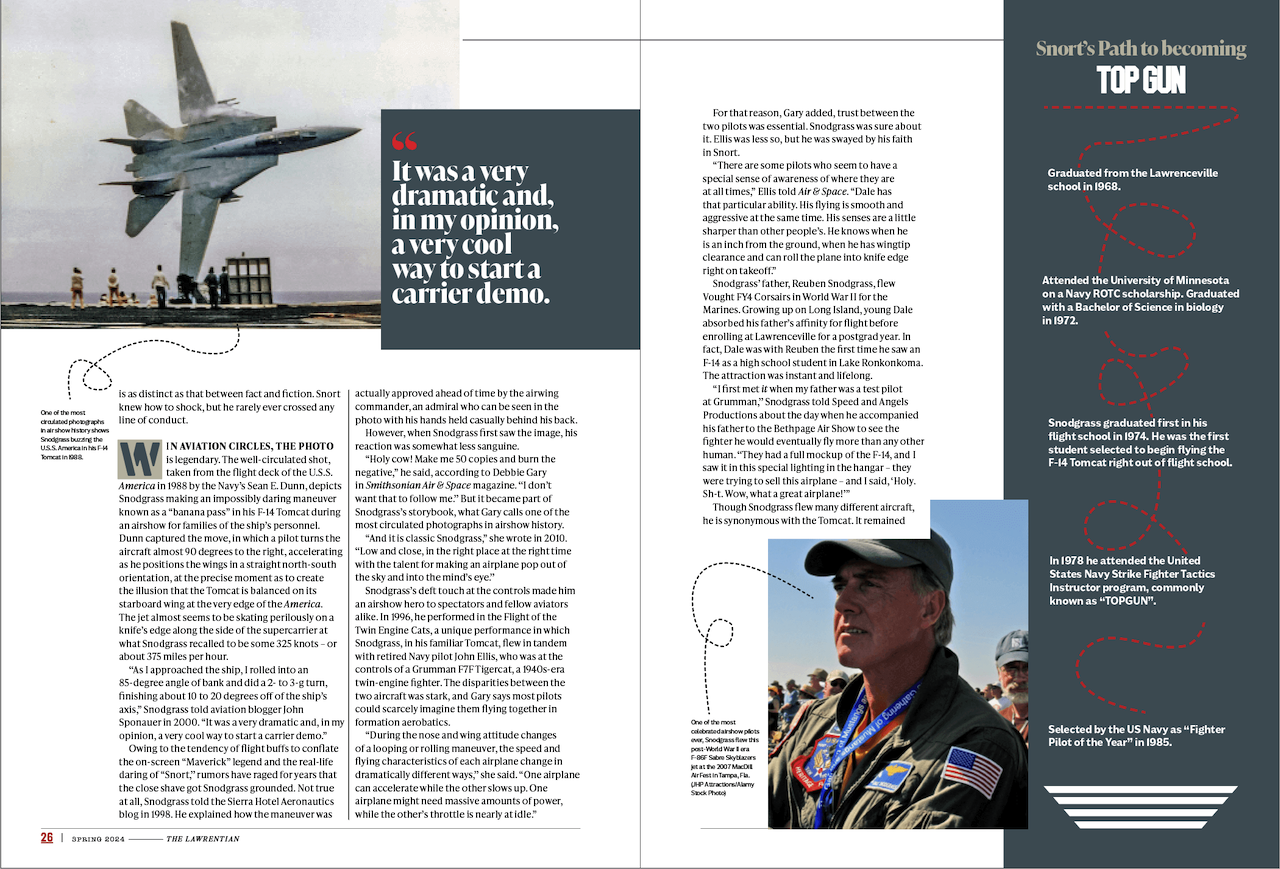 “
It was a very
dramatic and,
in my opinion,
a very cool
way to start a
carrier demo.
One of the most
circulated photographs
in air show history shows
Snodgrass buzzing the
U.S.S. America in his F-14
Tomcat in 1988.
is as distinct as that between fact and fiction. Snort
knew how to shock, but he rarely ever crossed any
line of conduct.
W IN AVIATION CIRCLES, THE PHOTO
is legendary. The well-circulated shot,
taken from the flight deck of the U.S.S.
America in 1988 by the Navy’s Sean E. Dunn, depicts
Snodgrass making an impossibly daring maneuver
known as a “banana pass” in his F-14 Tomcat during
an airshow for families of the ship’s personnel.
Dunn captured the move, in which a pilot turns the
aircraft almost 90 degrees to the right, accelerating
as he positions the wings in a straight north-south
orientation, at the precise moment as to create
the illusion that the Tomcat is balanced on its
starboard wing at the very edge of the America.
The jet almost seems to be skating perilously on a
knife’s edge along the side of the supercarrier at
what Snodgrass recalled to be some 325 knots – or
about 375 miles per hour.
“As I approached the ship, I rolled into an
85-degree angle of bank and did a 2- to 3-g turn,
finishing about 10 to 20 degrees off of the ship’s
axis,” Snodgrass told aviation blogger John
Sponauer in 2000. “It was a very dramatic and, in my
opinion, a very cool way to start a carrier demo.”
Owing to the tendency of flight buffs to conflate
the on-screen “Maverick” legend and the real-life
daring of “Snort,” rumors have raged for years that
the close shave got Snodgrass grounded. Not true
at all, Snodgrass told the Sierra Hotel Aeronautics
blog in 1998. He explained how the maneuver was
actually approved ahead of time by the airwing
commander, an admiral who can be seen in the
photo with his hands held casually behind his back.
However, when Snodgrass first saw the image, his
reaction was somewhat less sanguine.
“Holy cow! Make me 50 copies and burn the
negative,” he said, according to Debbie Gary
in Smithsonian Air & Space magazine. “I don’t
want that to follow me.” But it became part of
Snodgrass’s storybook, what Gary calls one of the
most circulated photographs in airshow history.
“And it is classic Snodgrass,” she wrote in 2010.
“Low and close, in the right place at the right time
with the talent for making an airplane pop out of
the sky and into the mind’s eye.”
Snodgrass’s deft touch at the controls made him
an airshow hero to spectators and fellow aviators
alike. In 1996, he performed in the Flight of the
Twin Engine Cats, a unique performance in which
Snodgrass, in his familiar Tomcat, flew in tandem
with retired Navy pilot John Ellis, who was at the
controls of a Grumman F7F Tigercat, a 1940s-era
twin-engine fighter. The disparities between the
two aircraft was stark, and Gary says most pilots
could scarcely imagine them flying together in
formation aerobatics.
“During the nose and wing attitude changes
of a looping or rolling maneuver, the speed and
flying characteristics of each airplane change in
dramatically different ways,” she said. “One airplane
can accelerate while the other slows up. One
airplane might need massive amounts of power,
while the other’s throttle is nearly at idle.”
26 | SPRING 2024 ——— THE LAWRENTIAN
For that reason, Gary added, trust between the
two pilots was essential. Snodgrass was sure about
it. Ellis was less so, but he was swayed by his faith
in Snort.
“There are some pilots who seem to have a
special sense of awareness of where they are
at all times,” Ellis told Air & Space. “Dale has
that particular ability. His flying is smooth and
aggressive at the same time. His senses are a little
sharper than other people’s. He knows when he
is an inch from the ground, when he has wingtip
clearance and can roll the plane into knife edge
right on takeoff.”
Snodgrass’ father, Reuben Snodgrass, flew
Vought FY4 Corsairs in World War II for the
Marines. Growing up on Long Island, young Dale
absorbed his father’s affinity for flight before
enrolling at Lawrenceville for a postgrad year. In
fact, Dale was with Reuben the first time he saw an
F-14 as a high school student in Lake Ronkonkoma.
The attraction was instant and lifelong.
“I first met it when my father was a test pilot
at Grumman,” Snodgrass told Speed and Angels
Productions about the day when he accompanied
his father to the Bethpage Air Show to see the
fighter he would eventually fly more than any other
human. “They had a full mockup of the F-14, and I
saw it in this special lighting in the hangar – they
were trying to sell this airplane – and I said, ‘Holy.
Sh-t. Wow, what a great airplane!’”
Though Snodgrass flew many different aircraft,
he is synonymous with the Tomcat. It remained
One of the most
celebrated airshow pilots
ever, Snodgrass flew this
post-World War II era
F-86F Sabre Skyblazers
jet at the 2007 MacDill
Air Fest in Tampa, Fla.
(JHP Attractions/Alamy
Stock Photo)
Gathering of Mustangs
HERITAGE
Snort’s Path to becoming
TOP GUN
Graduated from the Lawrenceville
school in 1968.
Attended the University of Minnesota
on a Navy ROTC scholarship. Graduated
with a Bachelor of Science in biology
in 1972.
Snodgrass graduated first in his
flight school in 1974. He was the first
student selected to begin flying the
F-14 Tomcat right out of flight school.
In 1978 he attended the United
States Navy Strike Fighter Tactics
Instructor program, commonly
known as “TOPGUN”.
Selected by the US Navy as “Fighter
Pilot of the Year” in 1985.